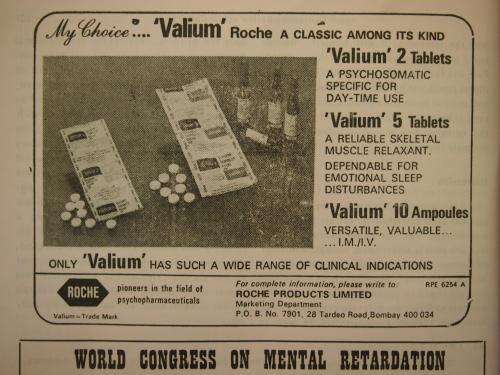 My Choice.... 'Valium' Roche A CLASSIC AMONG ITS KIND
'Valium' 2 Tablets
A PSYCHOSOMATIC
SPECIFIC FOR
DAY-TIME USE
'Valium' 5 Tablets
A RELIABLE SKELETAL
MUSCLE RELAXANT.
DEPENDABLE FOR
EMOTIONAL SLEEP
DISTURBANCES
'Valium' 10 Ampoules
VERSATILE, VALUABLE...
... I.M./I.V.
ONLY 'Valium' HAS SUCH A WIDE RANGE OF CLINICAL INDICATIONS
ROCHE
pioneers in the field of
psychopharmaceuticals
Valium = Trade Mark
For complete information, please write to:
ROCHE PRODUCTS LIMITED
Marketing Department
P. O. B. No. 7901, 28 Tardeo Road, Bombay 400 034
RPE 6254 A
WORLD CONGRESS ON MENTAL RETARDATION